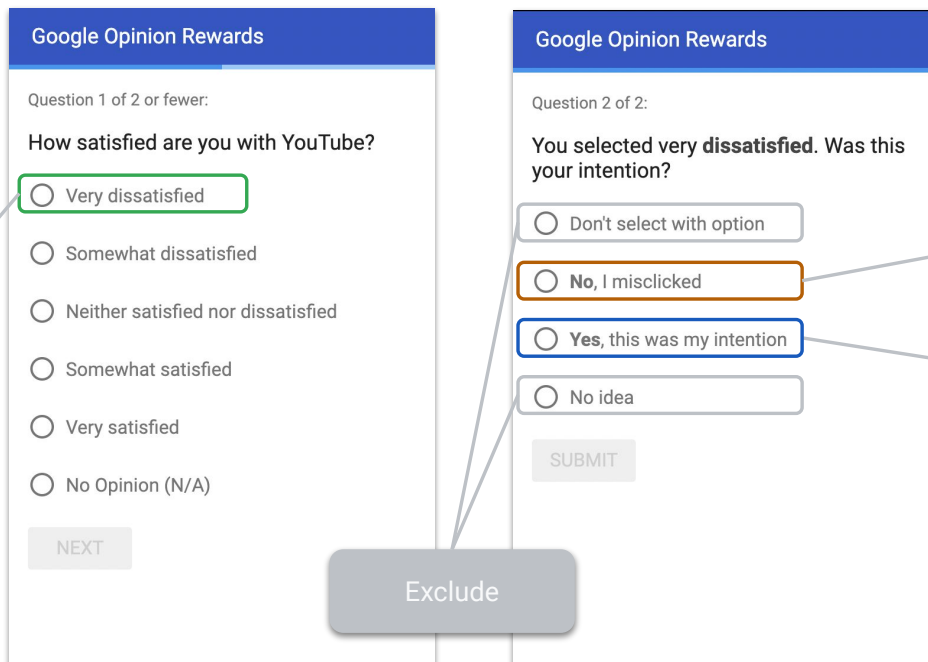 Google Opinion Rewards
Question 1 of 2 or fewer:
How satisfied are you with YouTube?
Very dissatisfied
Somewhat dissatisfied
Neither satisfied nor dissatisfied
Somewhat satisfied
Very satisfied
No Opinion (N/A)
NEXT
Google Opinion Rewards
Question 2 of 2:
You selected very dissatisfied. Was this
your intention?
Don't select with option
No, I misclicked
Yes, this was my intention
No idea
SUBMIT
Exclude